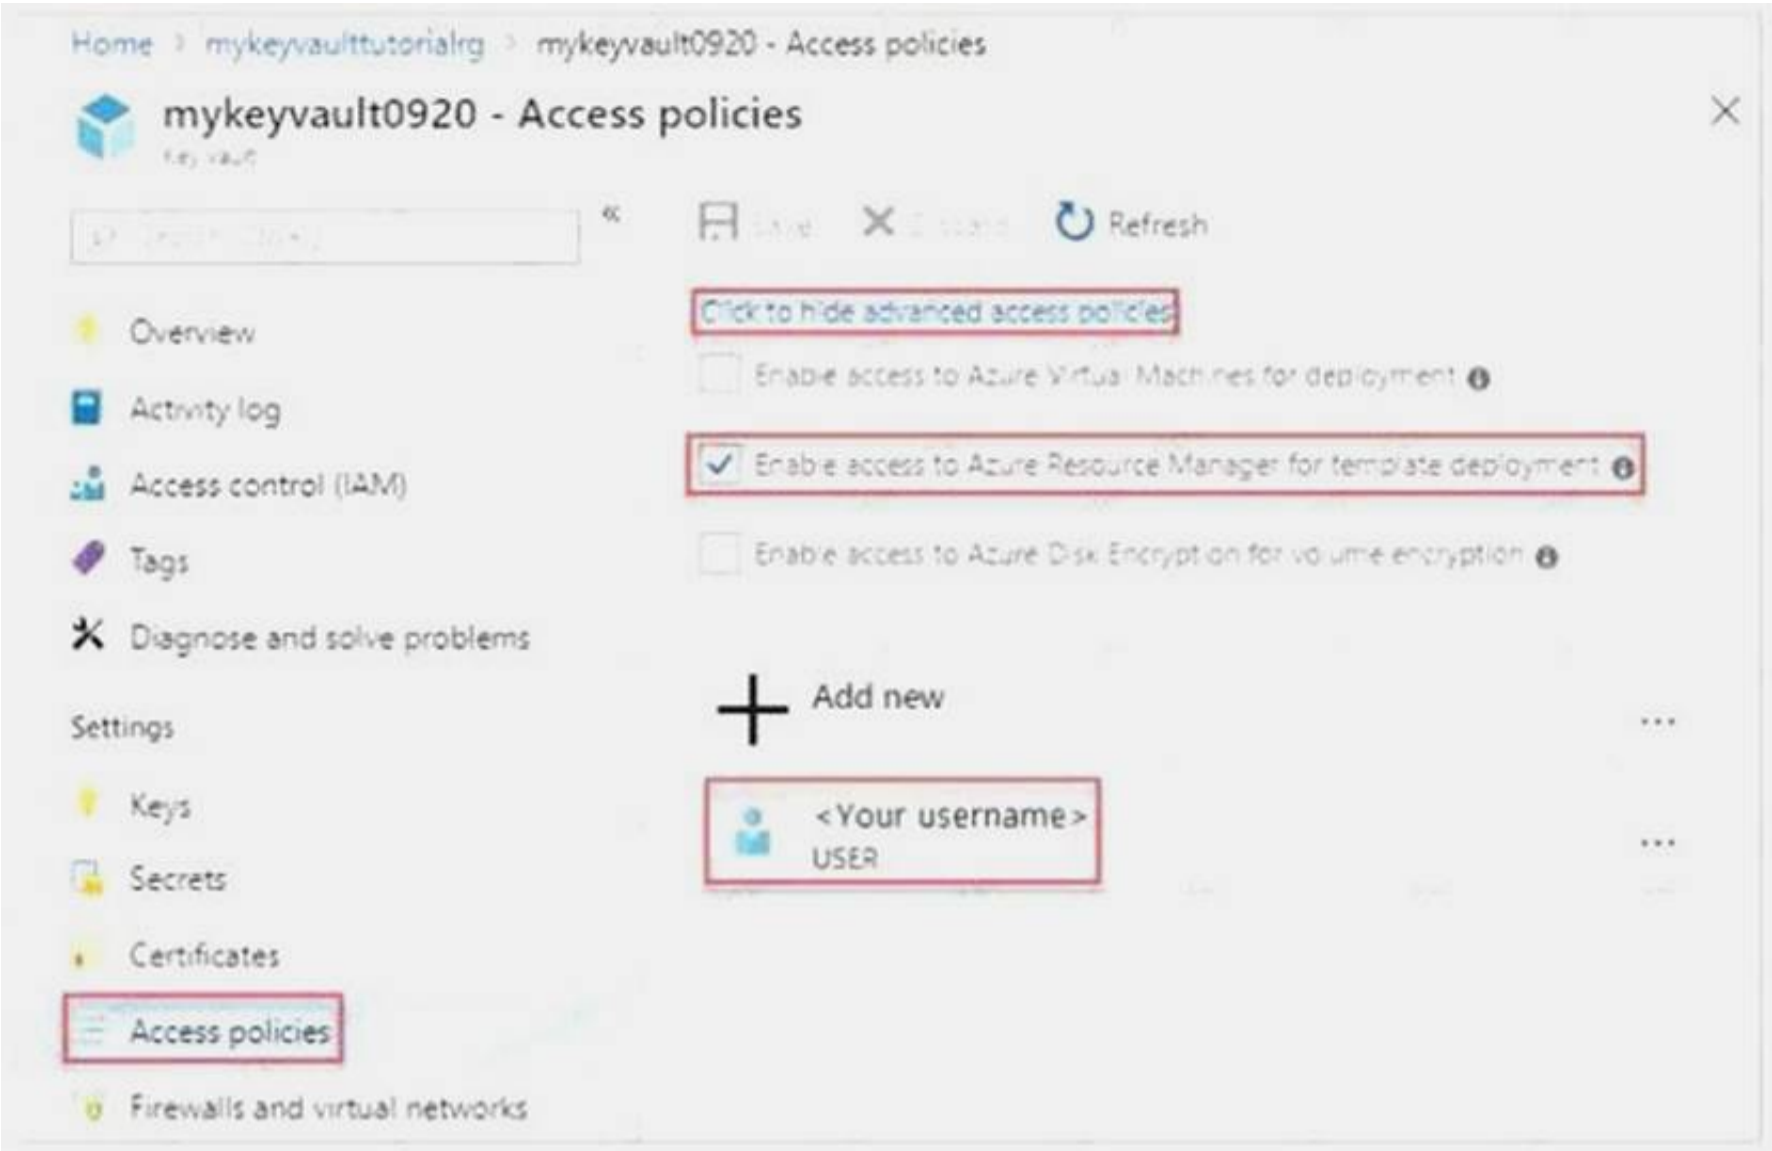 Home > mykeyvaulttutorialrg > mykeyvault0920 - Access policies
mykeyvault0920 - Access policies
Key vault
«
Save
Refresh
Click to hide advanced access policies
Enable access to Azure Virtual Machines for deployment
Enable access to Azure Resource Manager for template deployment
Enable access to Azure Disk Encryption for volume encryption
Overview
Activity log
Access control (IAM)
Tags
Diagnose and solve problems
Settings
Keys
Secrets
Certificates
Access policies
Firewalls and virtual networks
Add new
...
<Your username>
USER
...